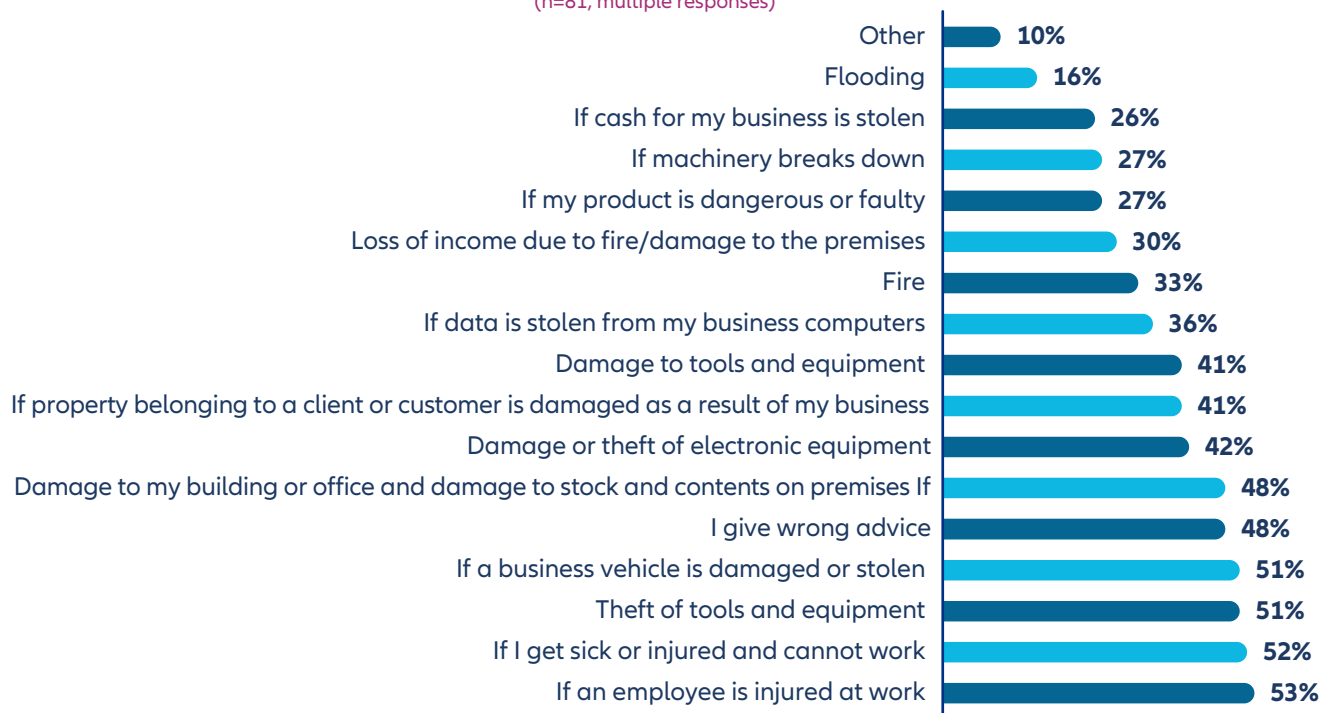 (n=81, multiple responses)
Other 10%
Flooding 16%
If cash for my business is stolen 26%
If machinery breaks down 27%
If my product is dangerous or faulty 27%
Loss of income due to fire/damage to the premises 30%
Fire 33%
If data is stolen from my business computers 36%
Damage to tools and equipment 41%
If property belonging to a client or customer is damaged as a result of my business 41%
Damage or theft of electronic equipment 42%
Damage to my building or office and damage to stock and contents on premises If 48%
I give wrong advice 48%
If a business vehicle is damaged or stolen 51%
Theft of tools and equipment 51%
If I get sick or injured and cannot work 52%
If an employee is injured at work 53%